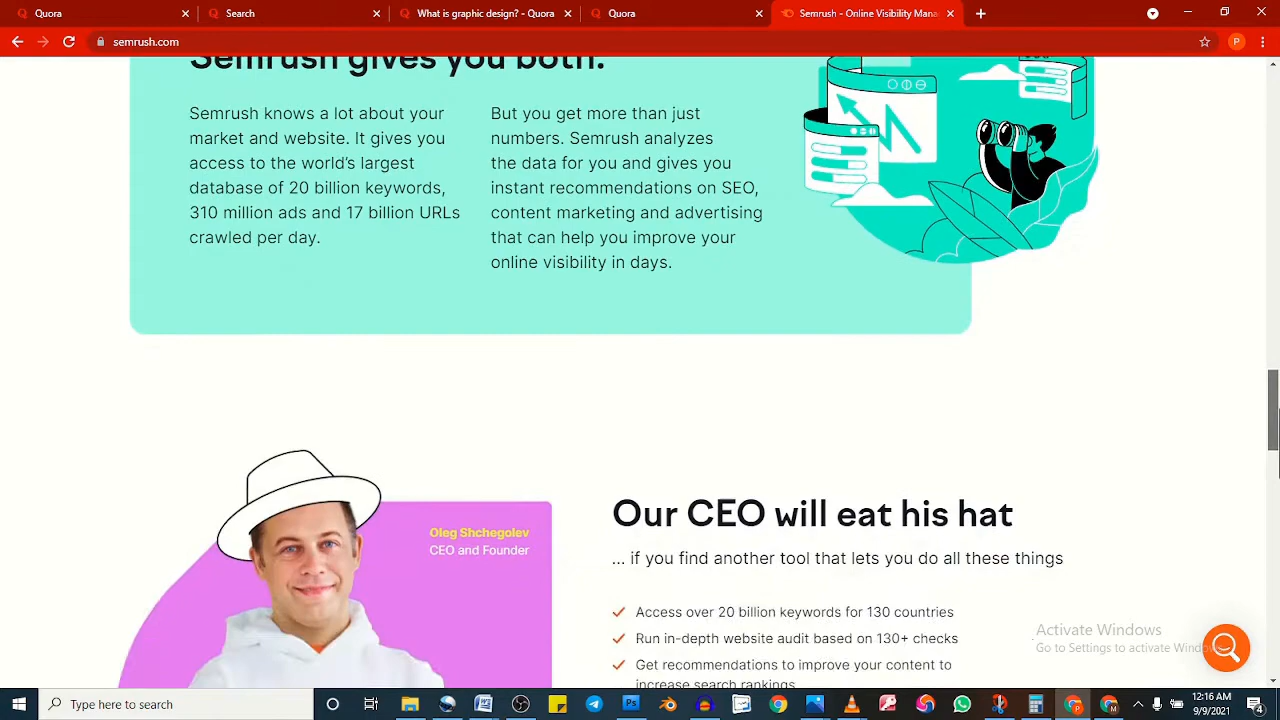 Quora
Search
What is graphic design? - Quora
Quora
Semrush - Online Visibility Mana
semrush.com
P
Semrush gives you both.
Semrush knows a lot about your
market and website. It gives you
access to the world's largest
database of 20 billion keywords,
310 million ads and 17 billion URLs
crawled per day.
But you get more than just
numbers. Semrush analyzes
the data for you and gives you
instant recommendations on SEO,
content marketing and advertising
that can help you improve your
online visibility in days.
Oleg Shchegolev
CEO and Founder
Our CEO will eat his hat
... if you find another tool that lets you do all these things
Access over 20 billion keywords for 130 countries
Run in-depth website audit based on 130+ checks
Get recommendations to improve your content to
increase search rankings
Activate Windows
Go to Settings to activate Windows.
Type here to search
12:16 AM
9/9/2021